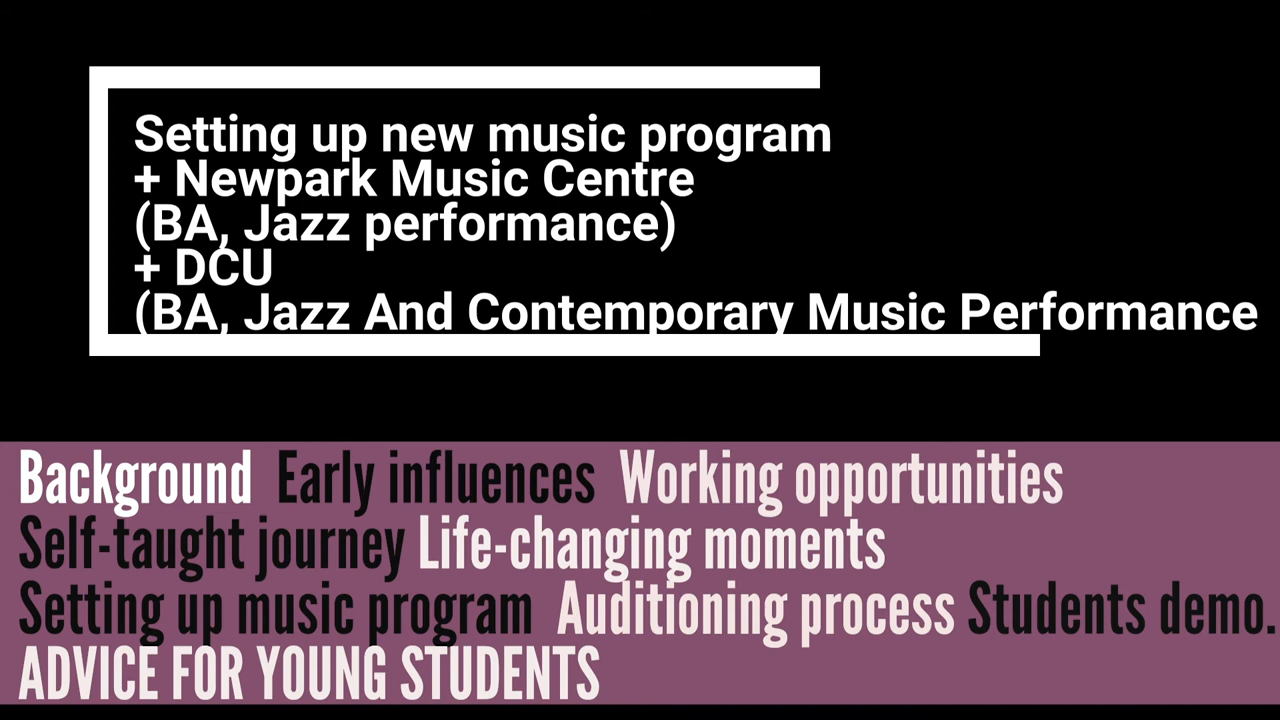 Setting up new music program
+ Newpark Music Centre
(BA, Jazz performance)
+ DCU
(BA, Jazz And Contemporary Music Performance
Background Early influences Working opportunities
Self-taught journey Life-changing moments
Setting up music program Auditioning process Students demo.
ADVICE FOR YOUNG STUDENTS